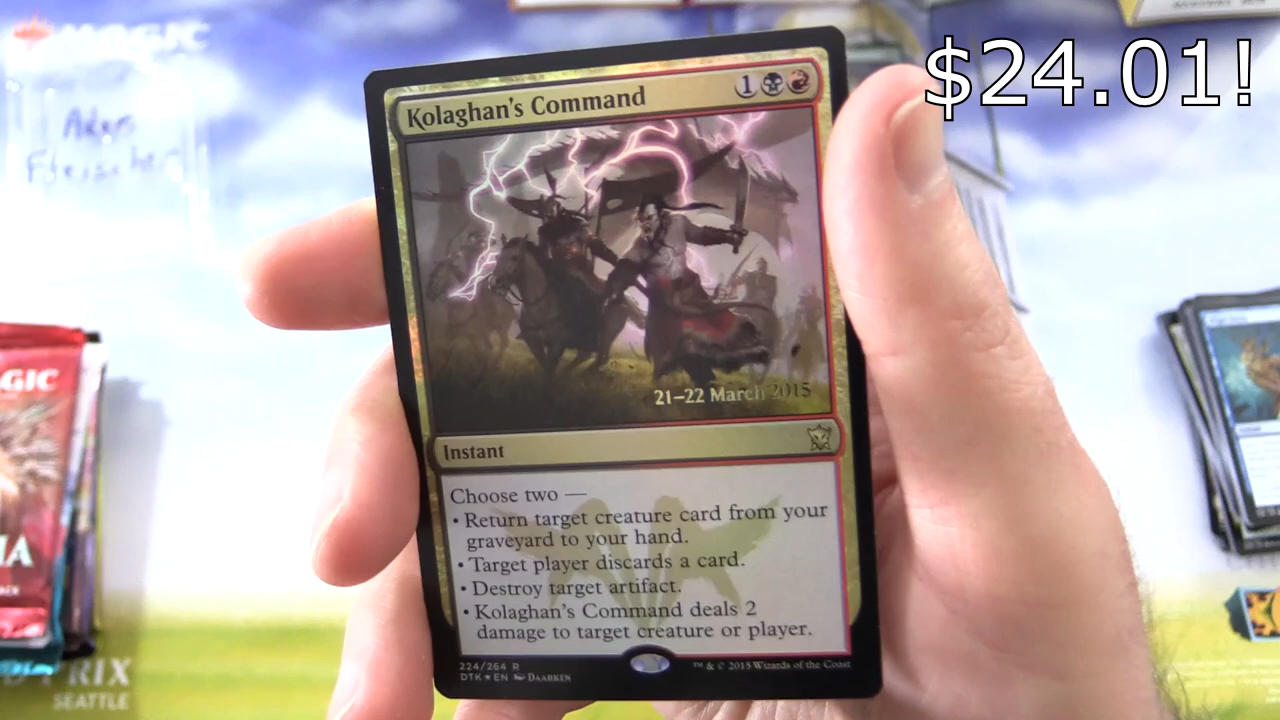 MAGIC
$24.01!
Kolaghan's Command
1
21–22 March 2015
Instant
Choose two —
• Return target creature card from your
graveyard to your hand.
• Target player discards a card.
• Destroy target artifact.
• Kolaghan's Command deals 2
damage to target creature or player.
224/264 R
DTK ★ EN DAARKEN
™ & © 2015 Wizards of the Coast
SEATTLE